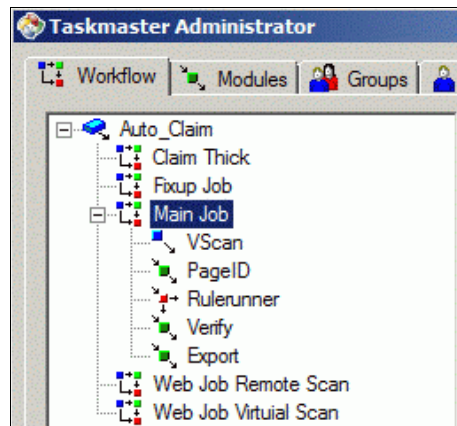 Taskmaster Administrator
Workflow Modules Groups
Auto_Claim
Claim Thick
Fixup Job
Main Job
VScan
PageID
Rulerunner
Verify
Export
Web Job Remote Scan
Web Job Virtuial Scan